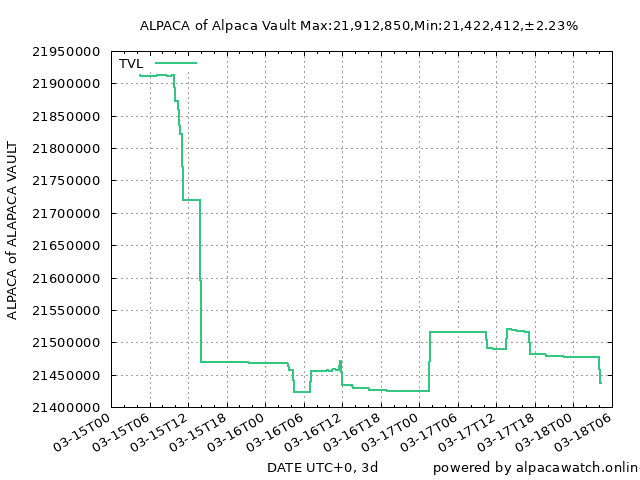 ALPACA of Alpaca Vault Max:21,912,850,Min:21,422,412,±2.23%
TVL
21950000
21900000
21850000
21800000
21750000
21700000
21650000
21600000
21550000
21500000
21450000
21400000
ALPACA of ALAPACA VAULT
03-15T00
03-15T06
03-15T12
03-15T18
03-16T00
03-16T06
03-16T12
03-16T18
03-17T00
03-17T06
03-17T12
03-17T18
03-18T00
03-18T06
DATE UTC+0, 3d
powered by alpacawatch.onlin